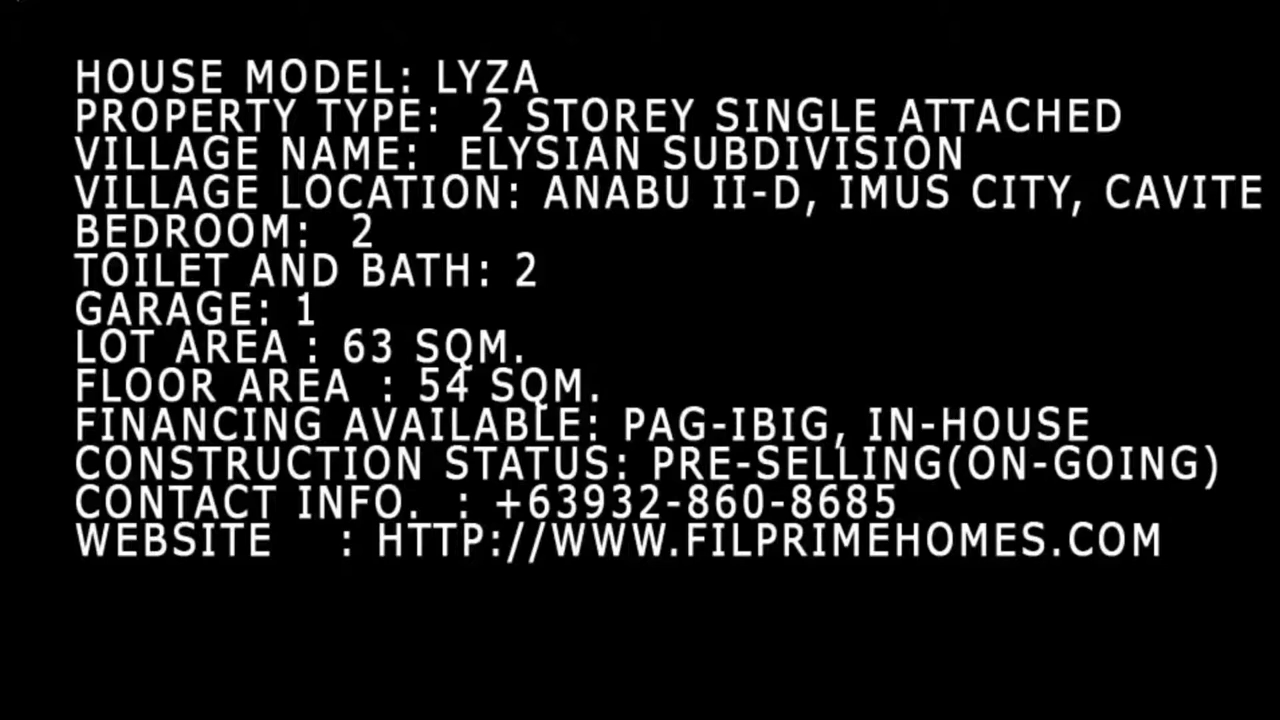 HOUSE MODEL: LYZA
PROPERTY TYPE:  2 STOREY SINGLE ATTACHED
VILLAGE NAME:  ELYSIAN SUBDIVISION
VILLAGE LOCATION: ANABU II-D, IMUS CITY, CAVITE
BEDROOM:  2
TOILET AND BATH: 2
GARAGE: 1
LOT AREA : 63 SQM.
FLOOR AREA  : 54 SQM.
FINANCING AVAILABLE: PAG-IBIG, IN-HOUSE
CONSTRUCTION STATUS: PRE-SELLING(ON-GOING)
CONTACT INFO.  : +63932-860-8685
WEBSITE    : HTTP://WWW.FILPRIMEHOMES.COM